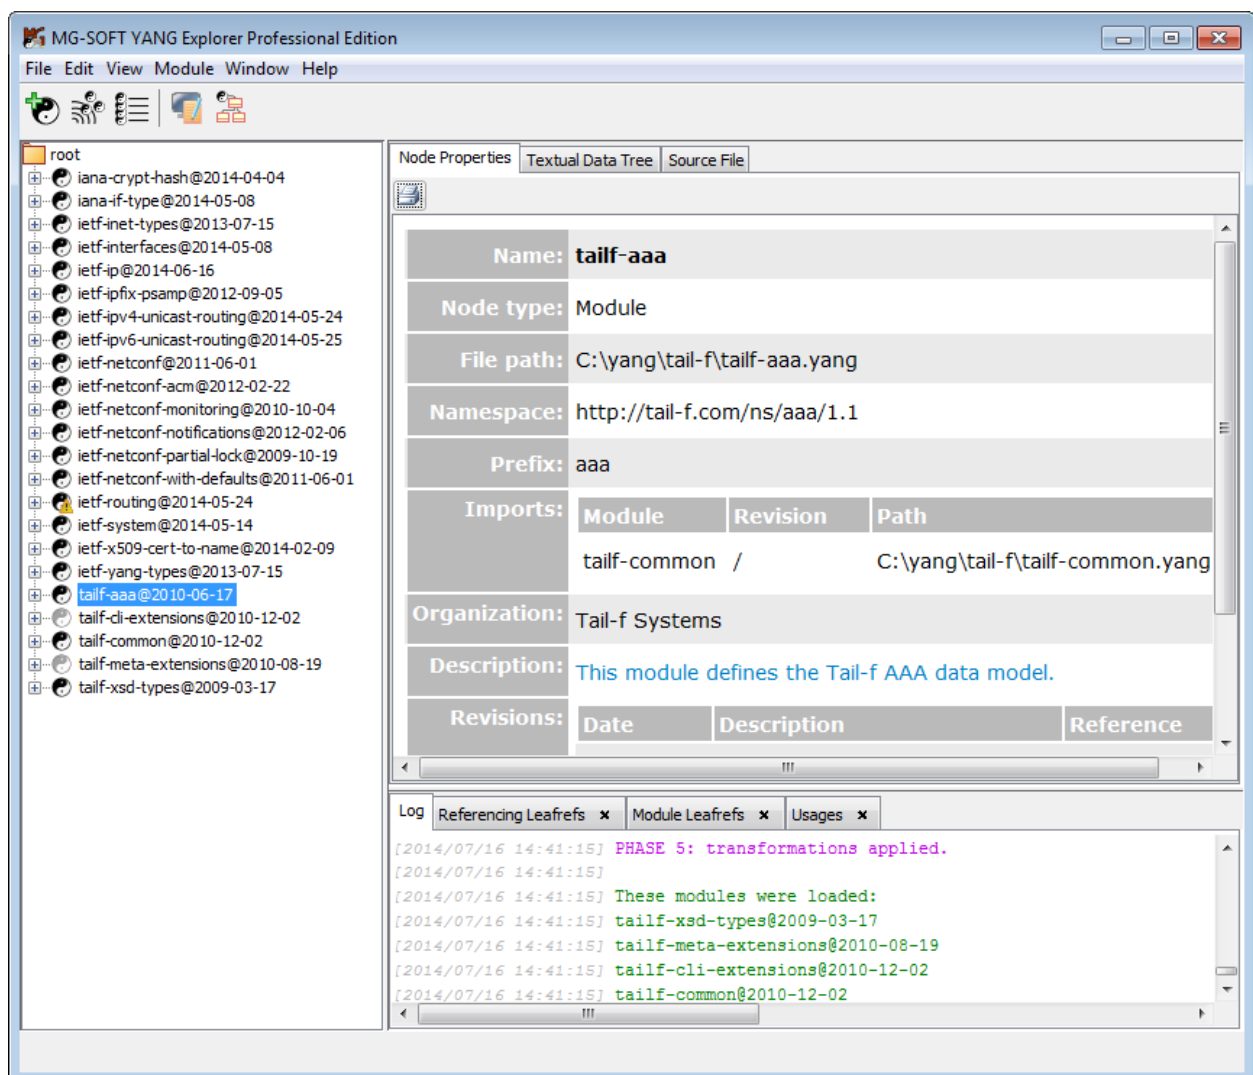 MG-SOFT YANG Explorer Professional Edition
File Edit View Module Window Help
root
iana-crypt-hash@2014-04-04
iana-if-type@2014-05-08
ietf-inet-types@2013-07-15
ietf-interfaces@2014-05-08
ietf-ip@2014-06-16
ietf-ipfix-psamp@2012-09-05
ietf-ipv4-unicast-routing@2014-05-24
ietf-ipv6-unicast-routing@2014-05-25
ietf-netconf@2011-06-01
ietf-netconf-acm@2012-02-22
ietf-netconf-monitoring@2010-10-04
ietf-netconf-notifications@2012-02-06
ietf-netconf-partial-lock@2009-10-19
ietf-netconf-with-defaults@2011-06-01
ietf-routing@2014-05-24
ietf-system@2014-05-14
ietf-x509-cert-to-name@2014-02-09
ietf-yang-types@2013-07-15
tailf-aaa@2010-06-17
tailf-cli-extensions@2010-12-02
tailf-common@2010-12-02
tailf-meta-extensions@2010-08-19
tailf-xsd-types@2009-03-17
Node Properties Textual Data Tree Source File
Name: tailf-aaa
Node type: Module
File path: C:\yang\tail-f\tailf-aaa.yang
Namespace: http://tail-f.com/ns/aaa/1.1
Prefix: aaa
Imports: Module Revision Path
tailf-common / C:\yang\tail-f\tailf-common.yang
Organization: Tail-f Systems
Description: This module defines the Tail-f AAA data model.
Revisions: Date Description Reference
Log Referencing Leafrefs Module Leafrefs Usages
[2014/07/16 14:41:15] PHASE 5: transformations applied.
[2014/07/16 14:41:15]
[2014/07/16 14:41:15] These modules were loaded:
[2014/07/16 14:41:15] tailf-xsd-types@2009-03-17
[2014/07/16 14:41:15] tailf-meta-extensions@2010-08-19
[2014/07/16 14:41:15] tailf-cli-extensions@2010-12-02
[2014/07/16 14:41:15] tailf-common@2010-12-02